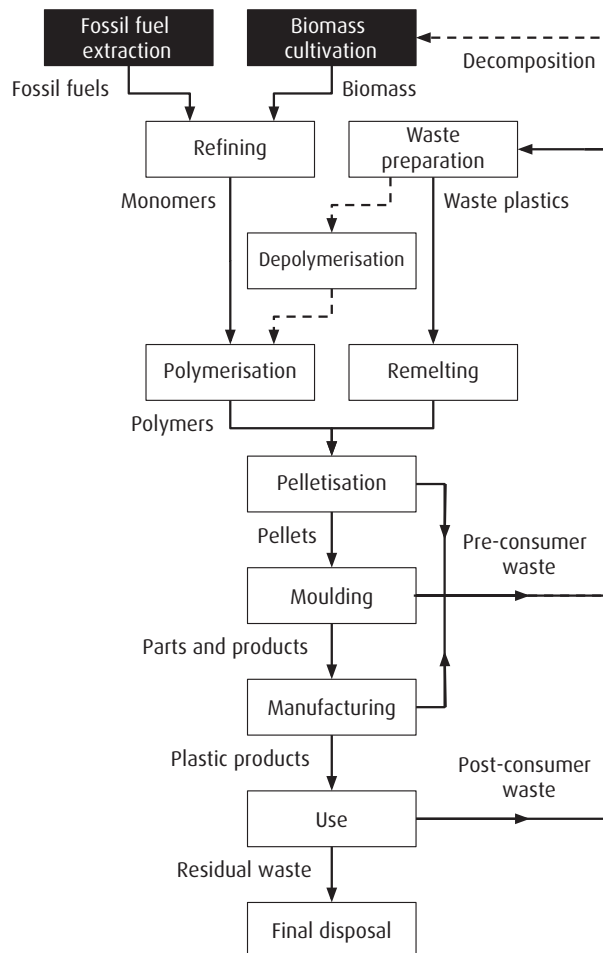 Fossil fuel
extraction
Biomass
cultivation
Decomposition
Fossil fuels
Biomass
Refining
Waste
preparation
Monomers
Waste plastics
Depolymerisation
Polymerisation
Remelting
Polymers
Pelletisation
Pellets
Pre-consumer
waste
Moulding
Parts and products
Manufacturing
Plastic products
Post-consumer
waste
Use
Residual waste
Final disposal